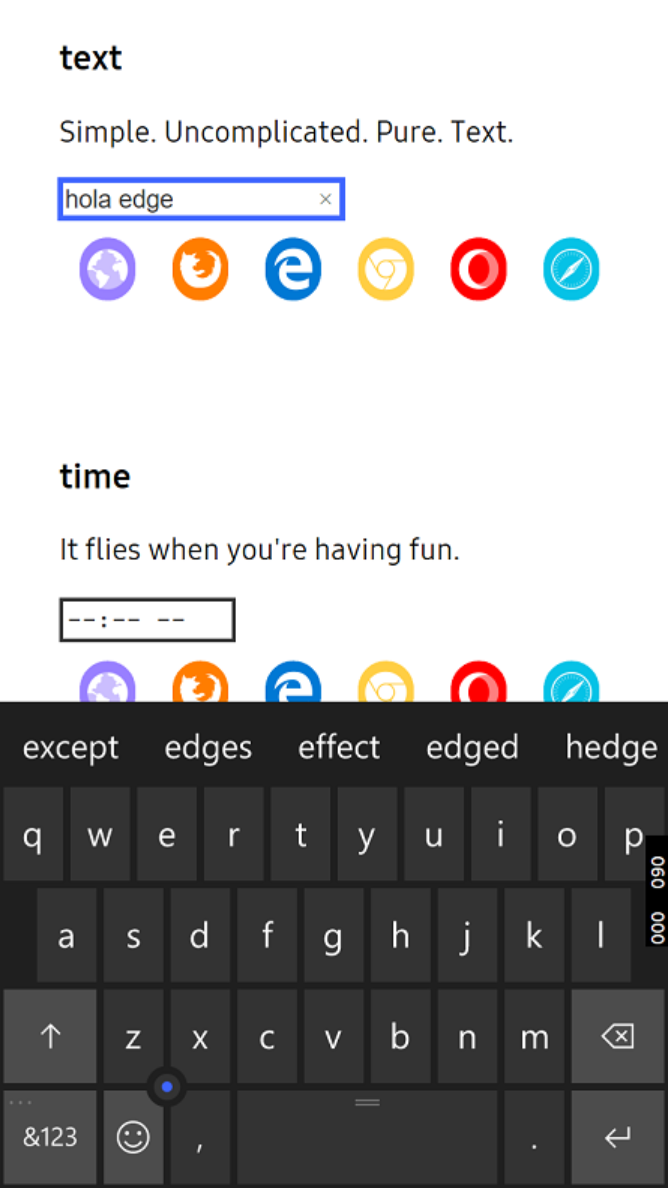 text
Simple. Uncomplicated. Pure. Text.
hola edge ×
time
It flies when you're having fun.
--:-- --
except edges effect edged hedge
q w e r t y u i o p
090
a s d f g h j k l
000
z x c v b n m
&123 , .